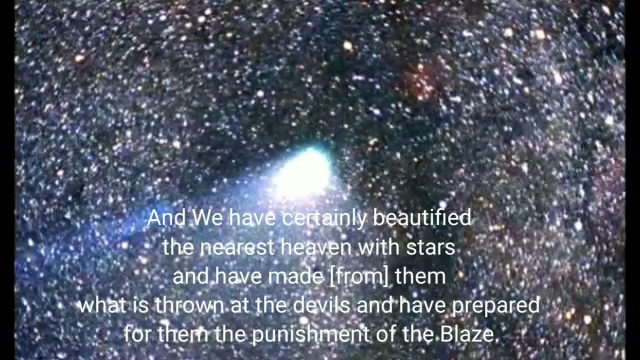 And We have certainly beautified
the nearest heaven with stars
and have made [from] them
what is thrown at the devils and have prepared
for them the punishment of the Blaze.